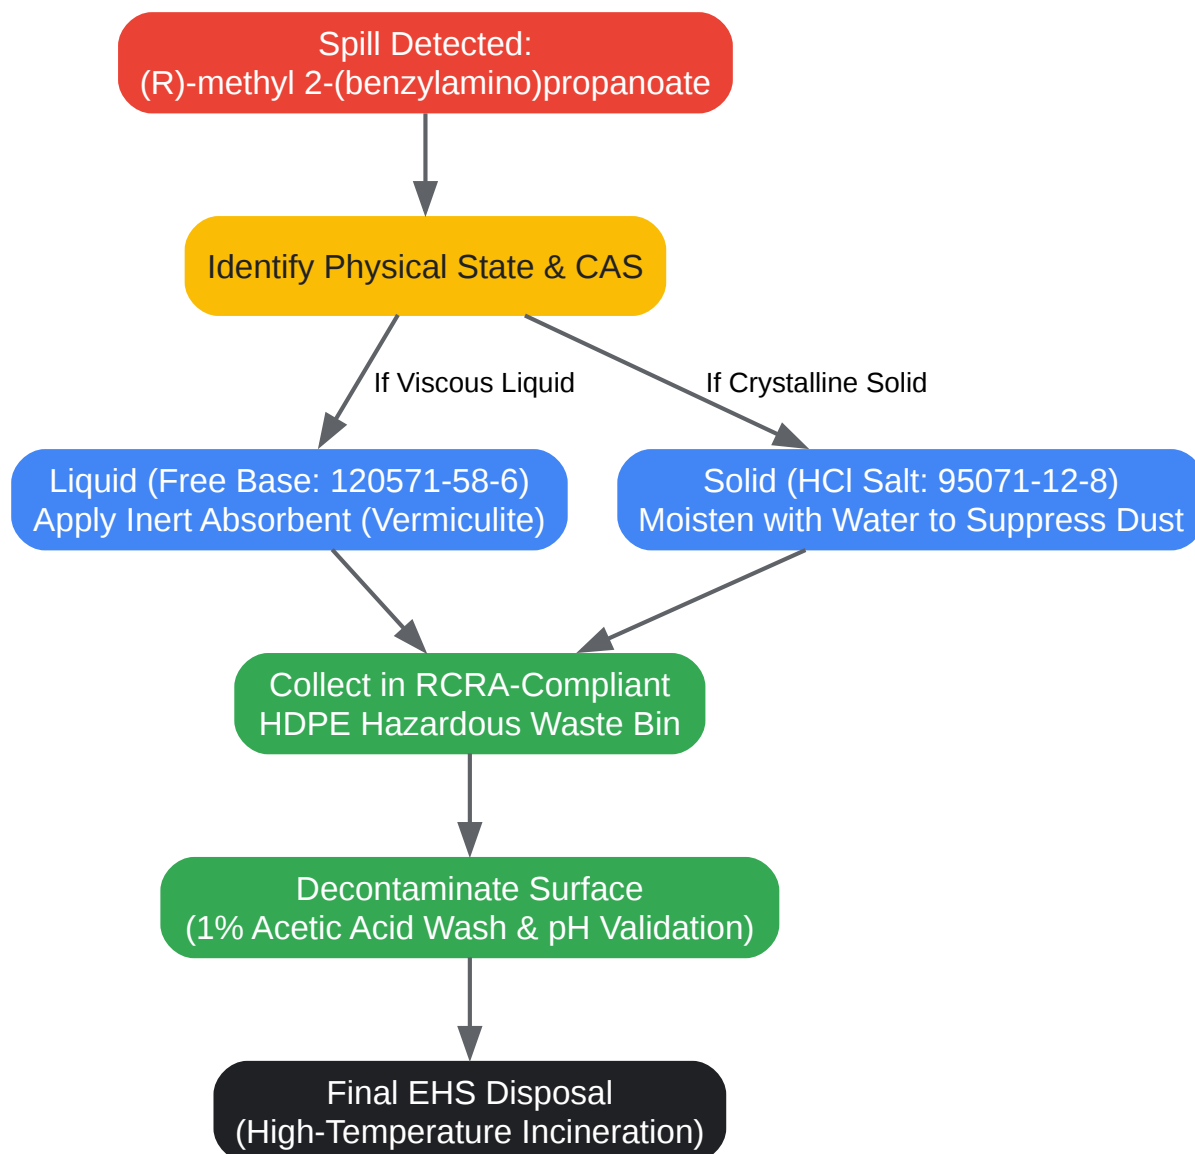 Spill Detected:
(R)-methyl 2-(benzylamino)propanoate
Identify Physical State & CAS
If Viscous Liquid
If Crystalline Solid
Liquid (Free Base: 120571-58-6)
Apply Inert Absorbent (Vermiculite)
Solid (HCl Salt: 95071-12-8)
Moisten with Water to Suppress Dust
Collect in RCRA-Compliant
HDPE Hazardous Waste Bin
Decontaminate Surface
(1% Acetic Acid Wash & pH Validation)
Final EHS Disposal
(High-Temperature Incineration)